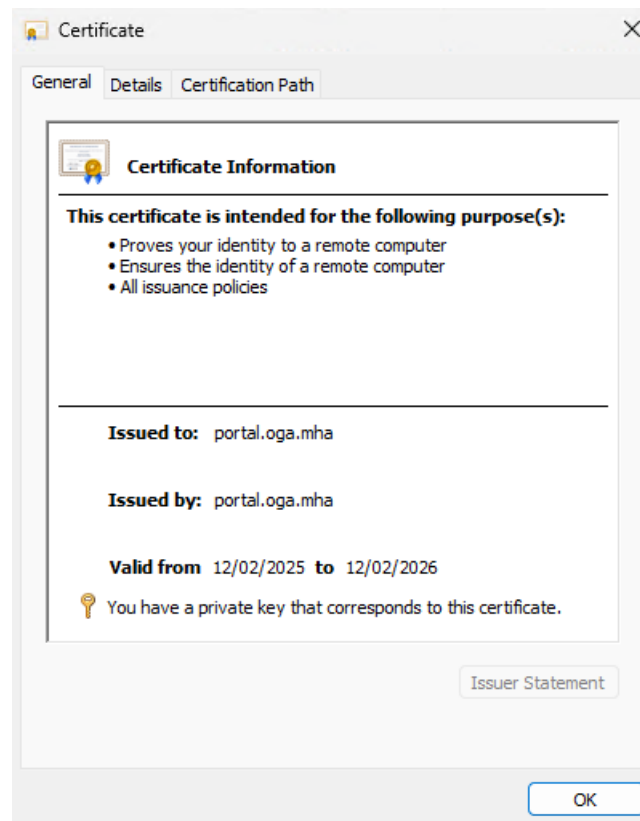 Certificate
General Details Certification Path
Certificate Information
This certificate is intended for the following purpose(s):
• Proves your identity to a remote computer
• Ensures the identity of a remote computer
• All issuance policies
Issued to: portal.oga.mha
Issued by: portal.oga.mha
Valid from 12/02/2025 to 12/02/2026
You have a private key that corresponds to this certificate.
Issuer Statement
OK